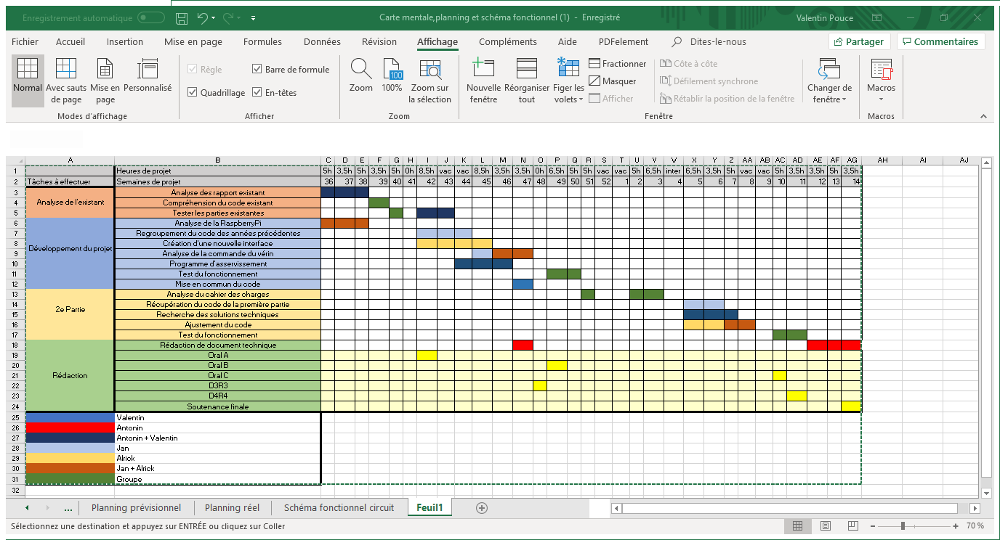 Enregistrement automatique
Carte mentale,planning et schéma fonctionnel (1) - Enregistré
Valentin Pouce
Fichier Accueil Insertion Mise en page Formules Données Révision Affichage Compléments Aide PDFelement Dites-le-nous Partager Commentaires
Normal Avec sauts de page Mise en page Personnalisé
Modes d'affichage
Règle Barre de formule
Quadrillage En-têtes
Afficher
Zoom 100% Zoom sur la sélection
100
Zoom
Nouvelle fenêtre Réorganiser tout Figer les volets
Fractionner
Masquer
Afficher
Côte à côte
Défilement synchrone
Rétablir la position de la fenêtre
Changer de fenêtre
Fenêtre
Macros
Macros
A B C D E F G H I J K L M N O P Q R S T U V W X Y Z AA AB AC AD AE AF AG AH AI AJ
1 Heures de projet 5h 3,5h 5h 3,5h 5h 0h 8,5h vac vac 8,5h 3,5h 3,5h 0h 6,5h 5h 5h vac vac 5h 6,5h inter 6,5h 3,5h 5h vac vac 5h 3,5h 3,5h 5h 3,5h
2 Tâches à effectuer Semaines de projet 36 37 38 39 40 41 42 43 44 45 46 47 48 49 50 51 52 1 2 3 4 5 6 7 8 9 10 11 12 13 14
3 Analyse des rapport existant
Analyse de l'existant
4 Compréhension du code existant
5 Tester les parties existantes
6 Analyse de la RaspberryPi
7 Regroupement du code des années précédentes
8 Création d'une nouvelle interface
Développement du projet
9 Analyse de la commande du vérin
10 Programme d'asservissement
11 Test du fonctionnement
12 Mise en commun du code
13 Analyse du cahier des charges
14 Récupération du code de la première partie
2e Partie
15 Recherche des solutions techniques
16 Ajustement du code
17 Test du fonctionnement
18 Rédaction de document technique
19 Oral A
20 Oral B
21 Rédaction Oral C
22 D3R3
23 D4R4
24 Soutenance finale
25 Valentin
26 Antonin
27 Antonin + Valentin
28 Jan
29 Alrick
30 Jan + Alrick
31 Groupe
32
... Planning prévisionnel Planning réel Schéma fonctionnel circuit Feuil1
Sélectionnez une destination et appuyez sur ENTRÉE ou cliquez sur Coller
70 %